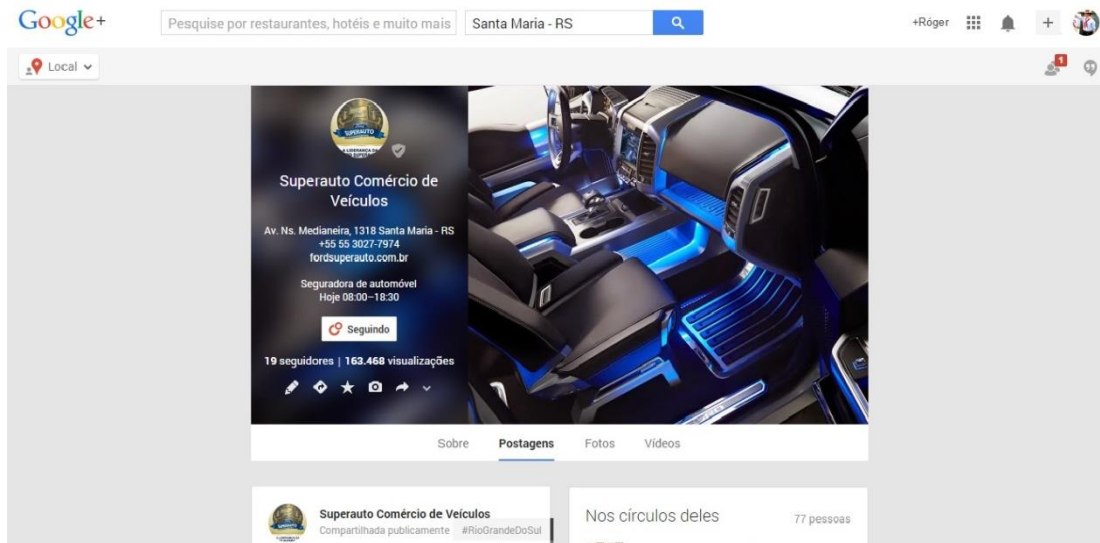 Google+
Pesquise por restaurantes, hotéis e muito mais
Santa Maria - RS
+Róger
Local
1
SUPERAUTO
Superauto Comércio de
Veículos
Av. Ns. Medianeira, 1318 Santa Maria - RS
+55 55 3027-7974
fordsuperauto.com.br
Seguradora de automóvel
Hoje 08:00–18:30
Seguindo
19 seguidores | 163.468 visualizações
Sobre
Postagens
Fotos
Vídeos
Superauto Comércio de Veículos
Compartilhada publicamente
#RioGrandeDoSul
Nos círculos deles
77 pessoas